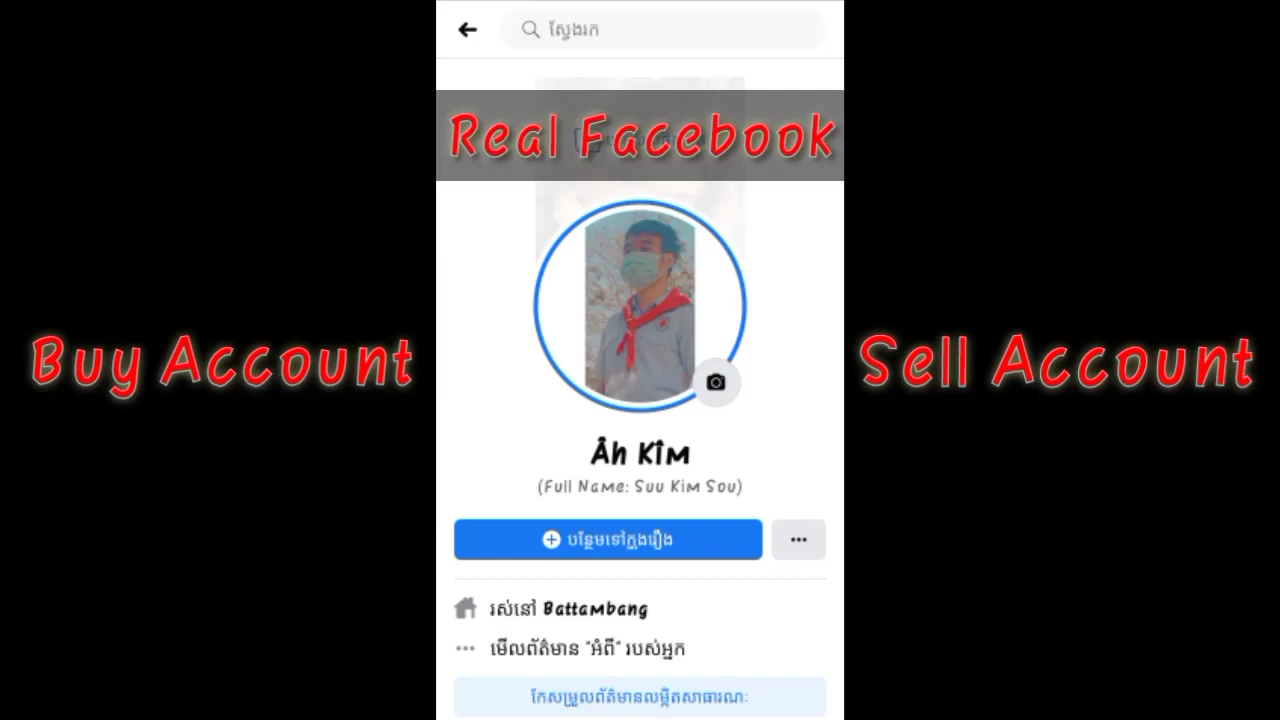 ស្វែងរក
Real Facebook
Buy Account
Sell Account
Âh Kîm
(Full Name: Suu Kim Sou)
បន្ថែមទៅក្នុងរឿង
រស់នៅ Battambang
មើលព័ត៌មាន "អំពី" របស់អ្នក
កែសម្រួលព័ត៌មានលម្អិតសាធារណៈ